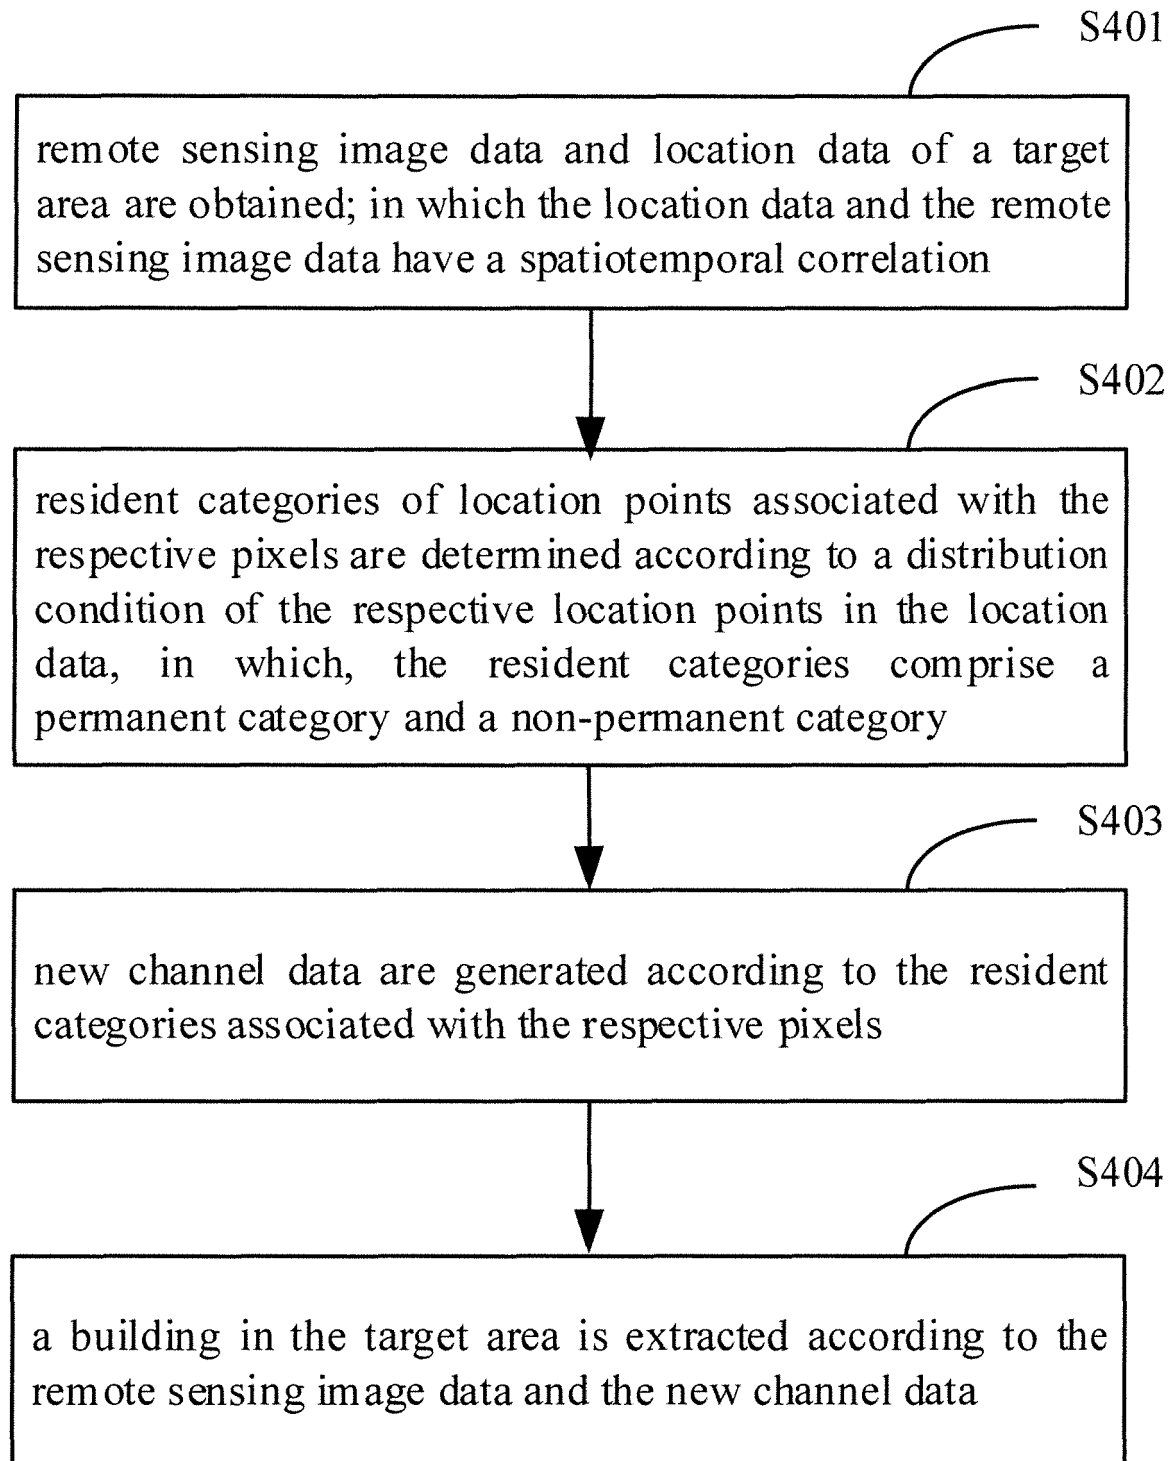 S401
remote sensing image data and location data of a target
area are obtained; in which the location data and the remote
sensing image data have a spatiotemporal correlation
S402
resident categories of location points associated with the
respective pixels are determined according to a distribution
condition of the respective location points in the location
data, in which, the resident categories comprise a
permanent category and a non-permanent category
S403
new channel data are generated according to the resident
categories associated with the respective pixels
S404
a building in the target area is extracted according to the
remote sensing image data and the new channel data